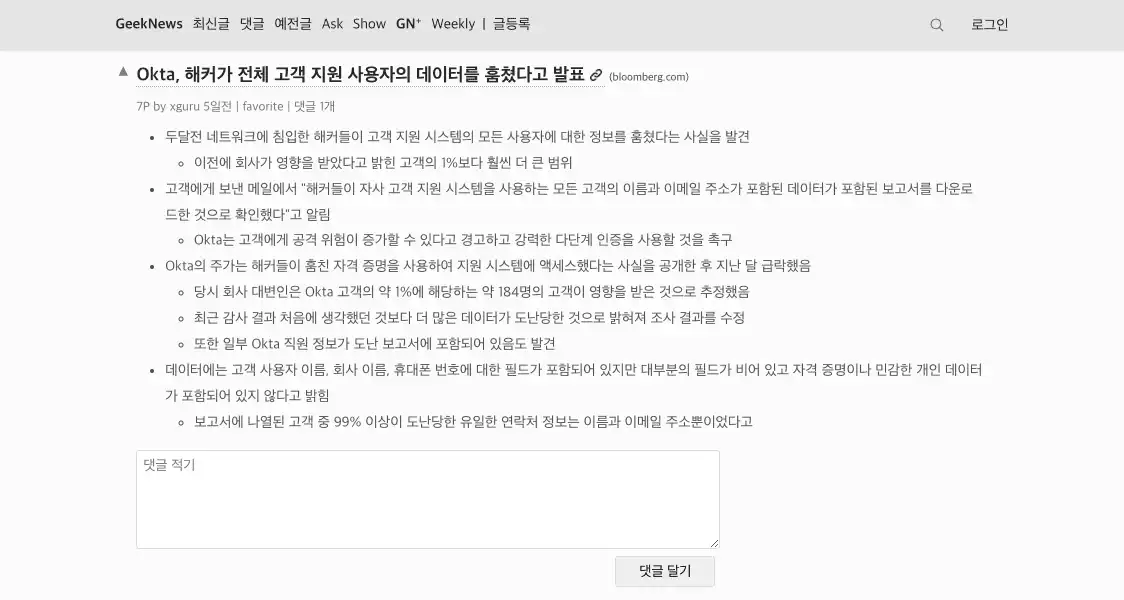 GeekNews 최신글 댓글 예전글 Ask Show GN⁺ Weekly | 글등록 로그인
▲ Okta, 해커가 전체 고객 지원 사용자의 데이터를 훔쳤다고 발표 (bloomberg.com)
7P by xguru 5일전 | favorite | 댓글 1개
• 두달전 네트워크에 침입한 해커들이 고객 지원 시스템의 모든 사용자에 대한 정보를 훔쳤다는 사실을 발견
◦ 이전에 회사가 영향을 받았다고 밝힌 고객의 1%보다 훨씬 더 큰 범위
• 고객에게 보낸 메일에서 "해커들이 자사 고객 지원 시스템을 사용하는 모든 고객의 이름과 이메일 주소가 포함된 데이터가 포함된 보고서를 다운로
드한 것으로 확인했다"고 알림
◦ Okta는 고객에게 공격 위험이 증가할 수 있다고 경고하고 강력한 다단계 인증을 사용할 것을 촉구
• Okta의 주가는 해커들이 훔친 자격 증명을 사용하여 지원 시스템에 액세스했다는 사실을 공개한 후 지난 달 급락했음
◦ 당시 회사 대변인은 Okta 고객의 약 1%에 해당하는 약 184명의 고객이 영향을 받은 것으로 추정했음
◦ 최근 감사 결과 처음에 생각했던 것보다 더 많은 데이터가 도난당한 것으로 밝혀져 조사 결과를 수정
◦ 또한 일부 Okta 직원 정보가 도난 보고서에 포함되어 있음도 발견
• 데이터에는 고객 사용자 이름, 회사 이름, 휴대폰 번호에 대한 필드가 포함되어 있지만 대부분의 필드가 비어 있고 자격 증명이나 민감한 개인 데이터
가 포함되어 있지 않다고 밝힘
◦ 보고서에 나열된 고객 중 99% 이상이 도난당한 유일한 연락처 정보는 이름과 이메일 주소뿐이었다고
댓글 적기
댓글 달기